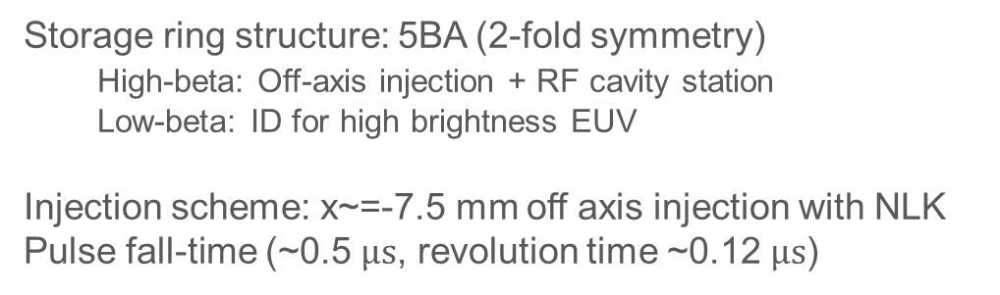 Storage ring structure: 5BA (2-fold symmetry)
High-beta: Off-axis injection + RF cavity station
Low-beta: ID for high brightness EUV
Injection scheme: x~=-7.5 mm off axis injection with NLK
Pulse fall-time (~0.5 μs, revolution time ~0.12 μs)